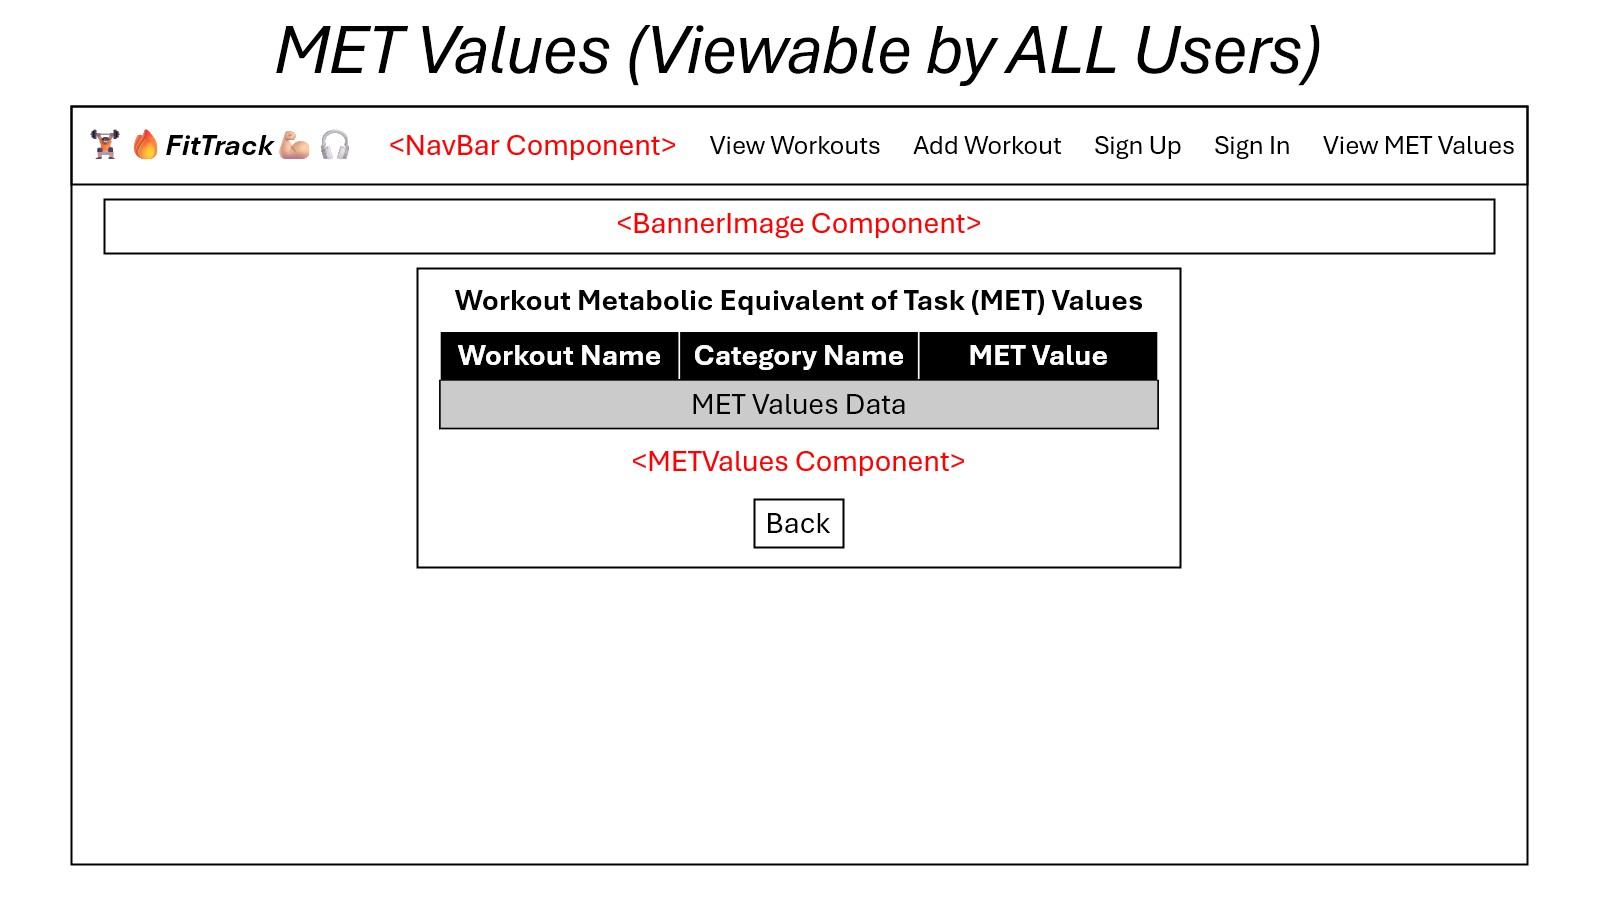 MET Values (Viewable by ALL Users)
FitTrack <NavBar Component> View Workouts Add Workout Sign Up Sign In View MET Values
<BannerImage Component>
Workout Metabolic Equivalent of Task (MET) Values
Workout Name Category Name MET Value
MET Values Data
<METValues Component>
Back